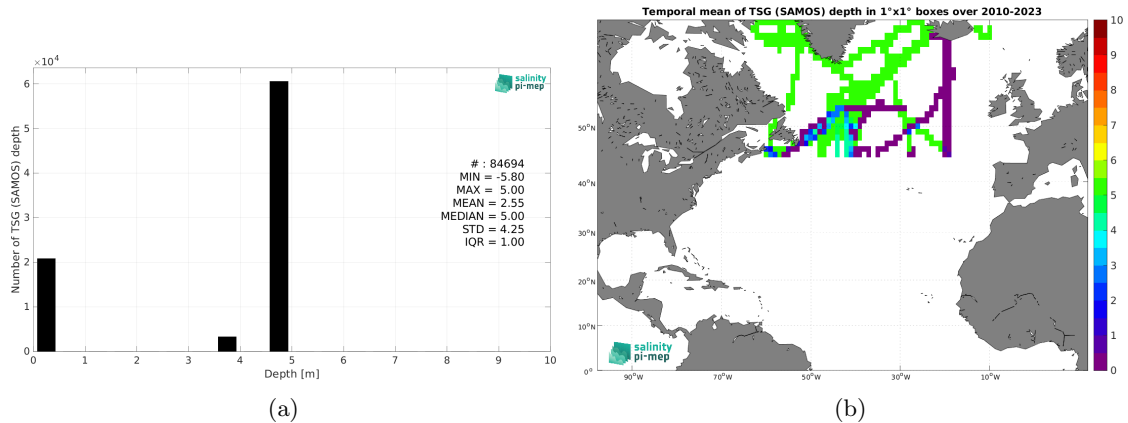 ×10⁴
6
5
4
3
2
1
0
Number of TSG (SAMOS) depth
salinity
pi-mep
# : 84694
MIN = -5.80
MAX = 5.00
MEAN = 2.55
MEDIAN = 5.00
STD = 4.25
IQR = 1.00
0 1 2 3 4 5 6 7 8 9 10
Depth [m]
(a)
Temporal mean of TSG (SAMOS) depth in 1°x1° boxes over 2010-2023
50°N
40°N
30°N
20°N
10°N
0°
salinity
pi-mep
90°W 70°W 50°W 30°W 10°W
10
9
8
7
6
5
4
3
2
1
0
(b)